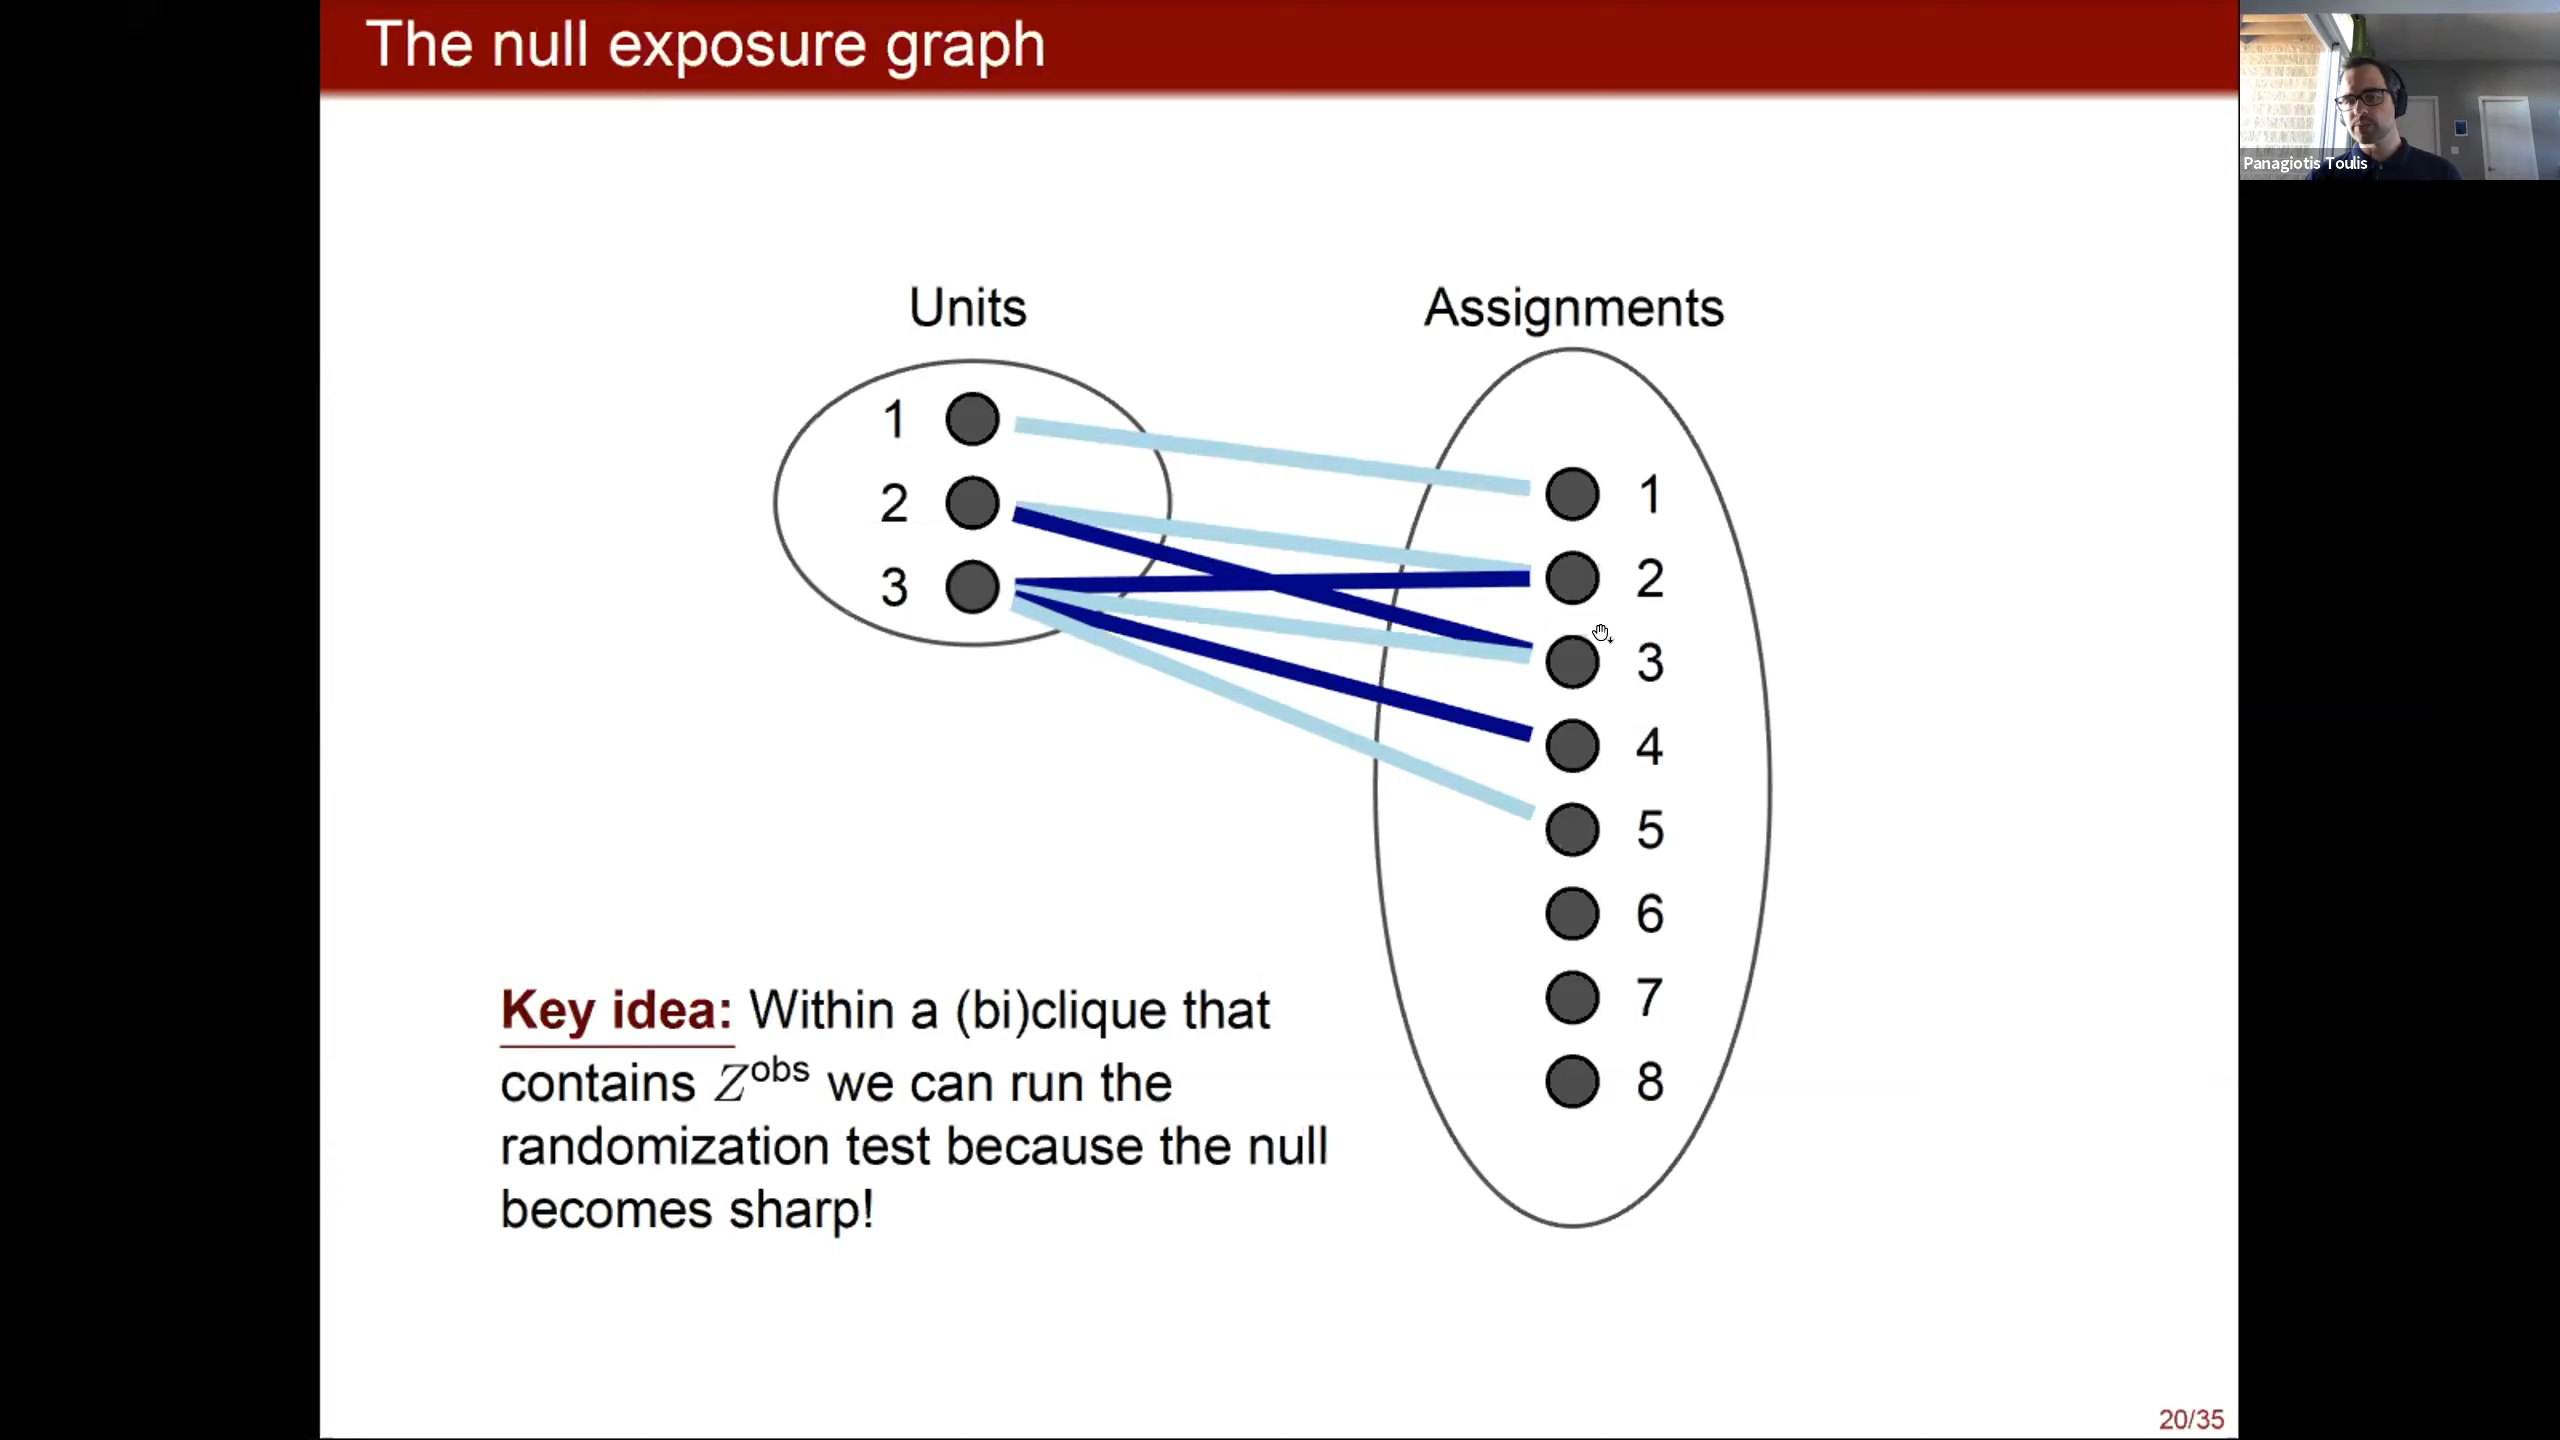 The null exposure graph
Panagiotis Toulis
Units
Assignments
1
2
3
1
2
3
4
5
6
7
8
Key idea: Within a (bi)clique that
contains Z^obs we can run the
randomization test because the null
becomes sharp!
20/35